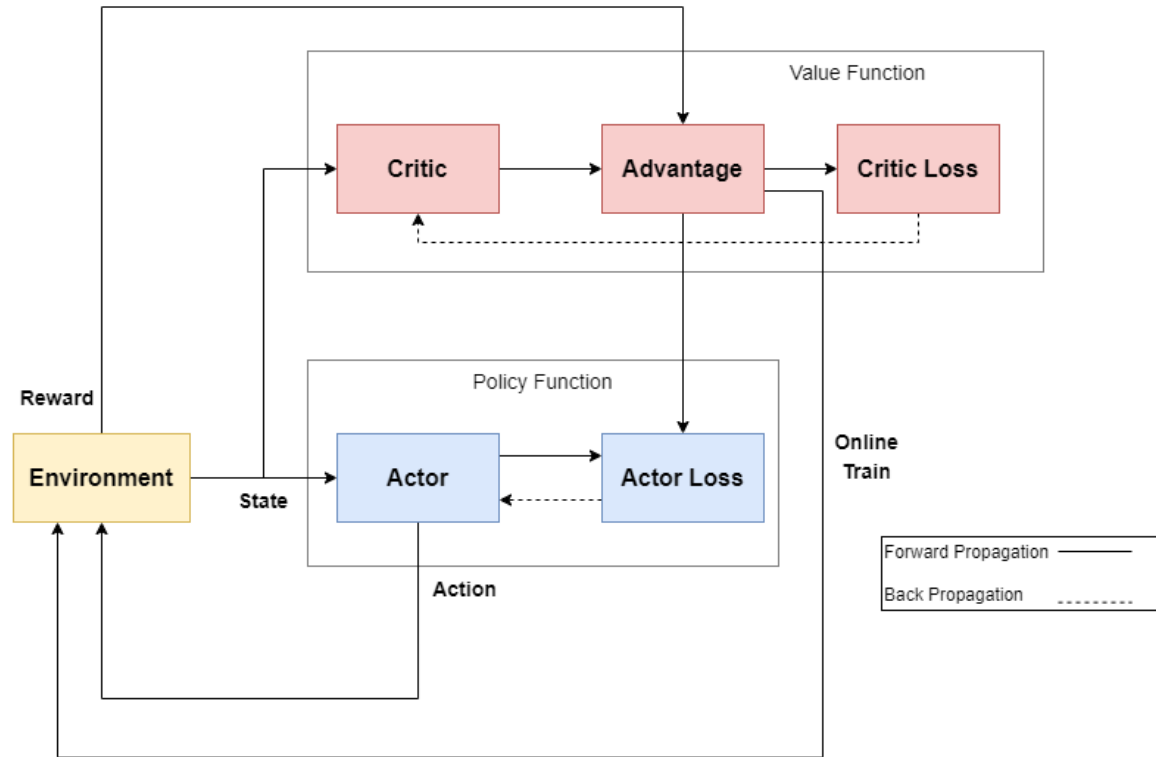 Value Function
Critic
Advantage
Critic Loss
Policy Function
Reward
Environment
State
Actor
Actor Loss
Online
Train
Action
Forward Propagation
Back Propagation